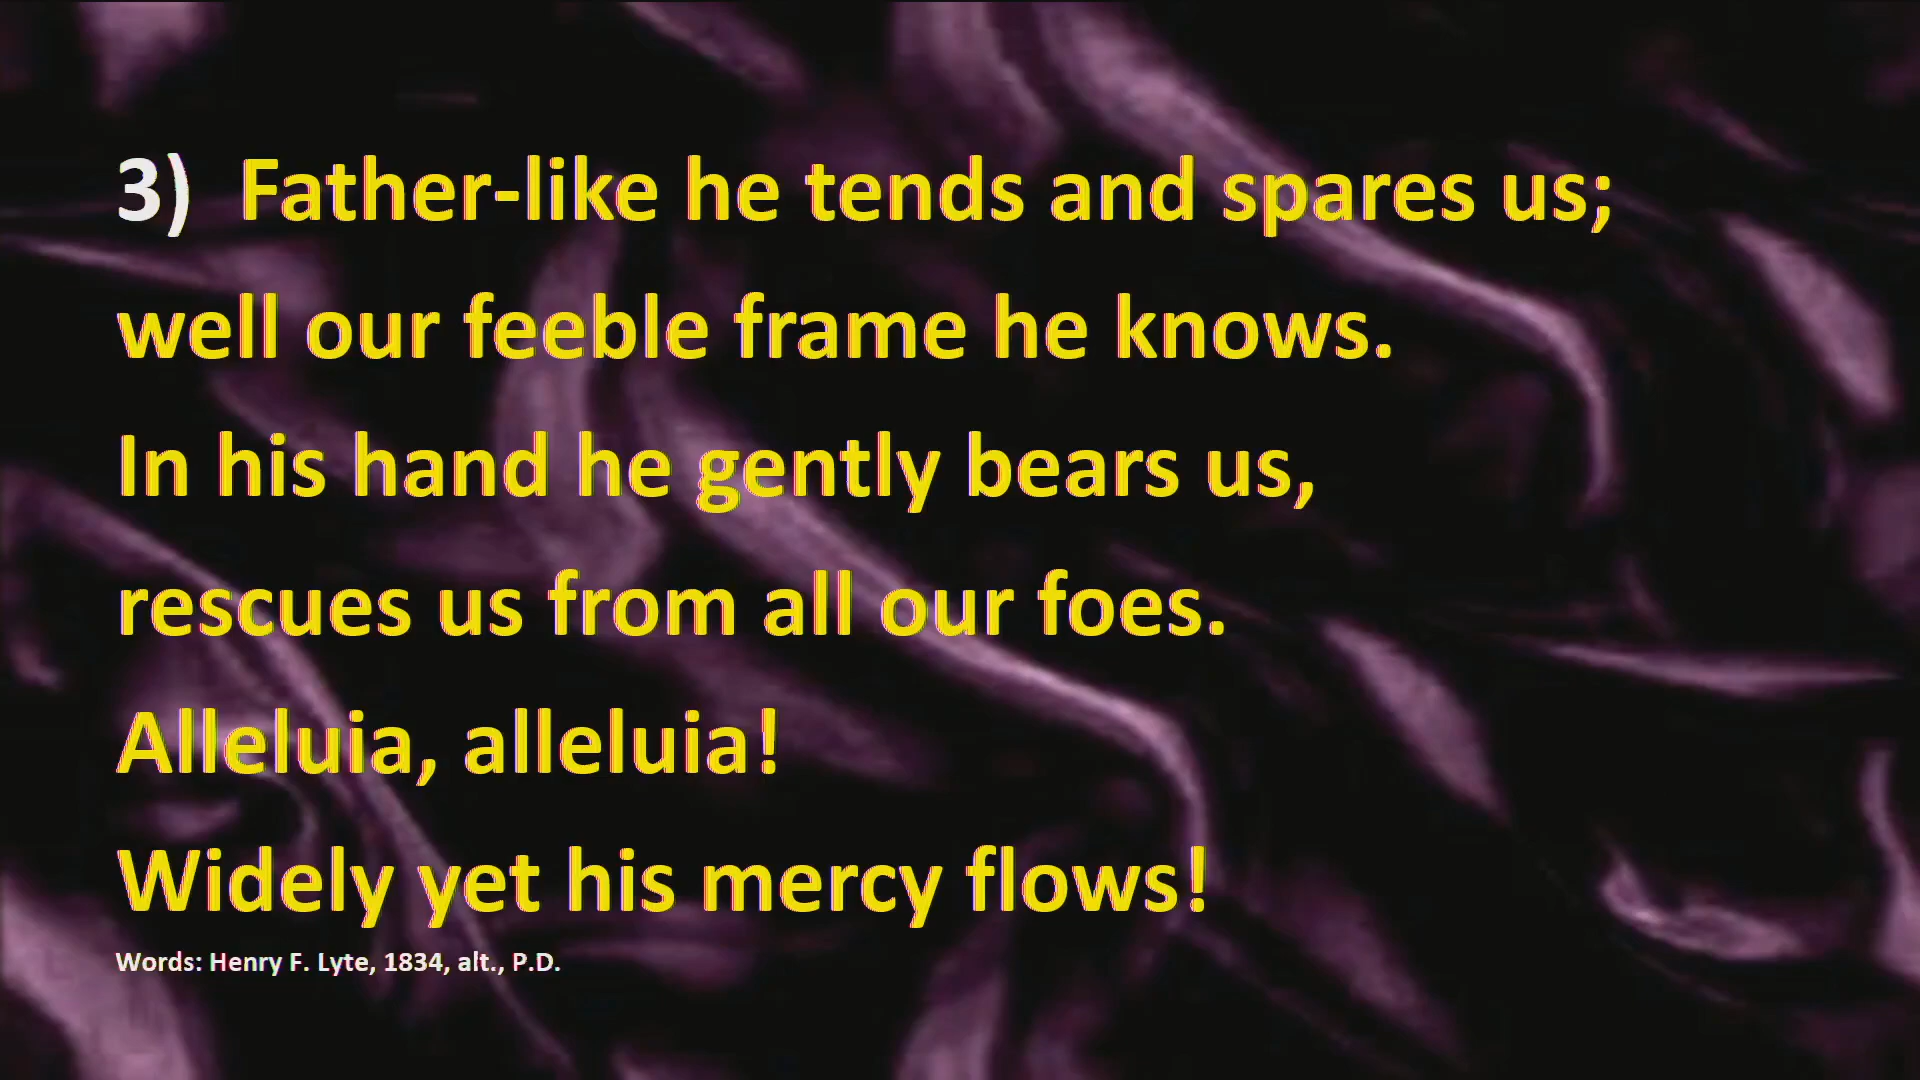 3) Father-like he tends and spares us;
well our feeble frame he knows.
In his hand he gently bears us,
rescues us from all our foes.
Alleluia, alleluia!
Widely yet his mercy flows!
Words: Henry F. Lyte, 1834, alt., P.D.